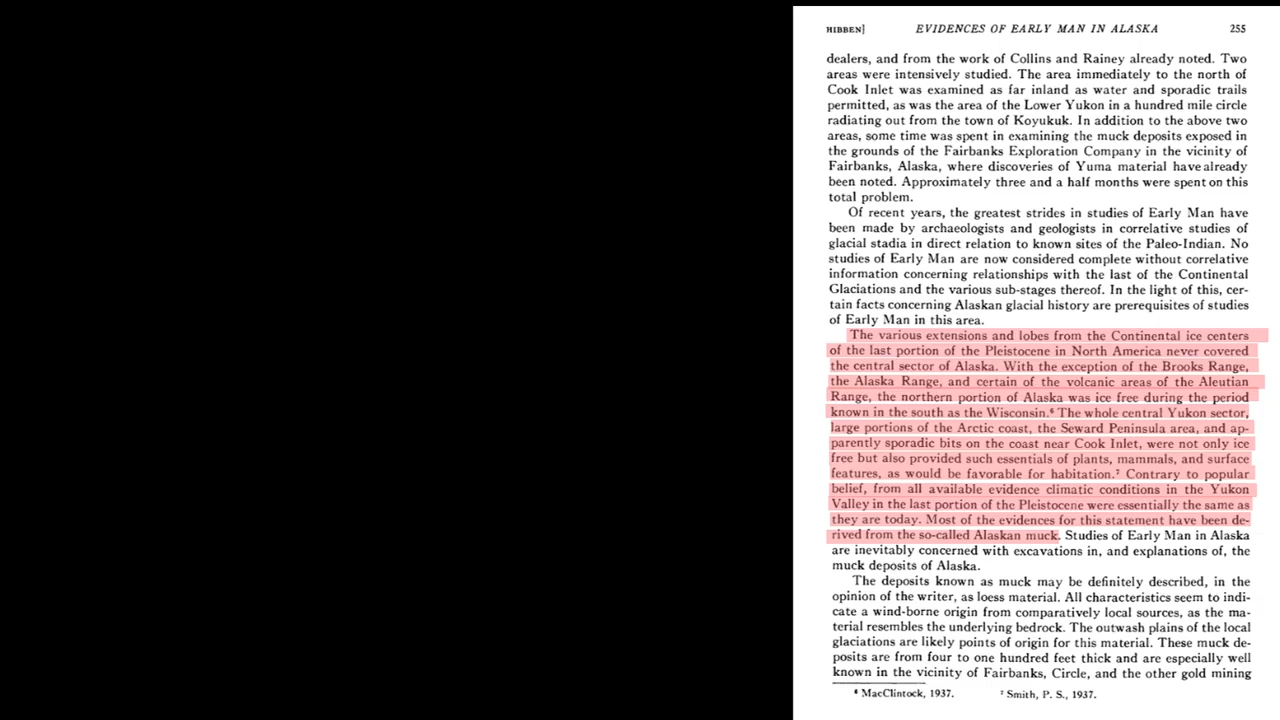 HIBBEN] EVIDENCES OF EARLY MAN IN ALASKA 255
dealers, and from the work of Collins and Rainey already noted. Two
areas were intensively studied. The area immediately to the north of
Cook Inlet was examined as far inland as water and sporadic trails
permitted, as was the area of the Lower Yukon in a hundred mile circle
radiating out from the town of Koyukuk. In addition to the above two
areas, some time was spent in examining the muck deposits exposed in
the grounds of the Fairbanks Exploration Company in the vicinity of
Fairbanks, Alaska, where discoveries of Yuma material have already
been noted. Approximately three and a half months were spent on this
total problem.
Of recent years, the greatest strides in studies of Early Man have
been made by archaeologists and geologists in correlative studies of
glacial stadia in direct relation to known sites of the Paleo-Indian. No
studies of Early Man are now considered complete without correlative
information concerning relationships with the last of the Continental
Glaciations and the various sub-stages thereof. In the light of this, cer-
tain facts concerning Alaskan glacial history are prerequisites of studies
of Early Man in this area.
The various extensions and lobes from the Continental ice centers
of the last portion of the Pleistocene in North America never covered
the central sector of Alaska. With the exception of the Brooks Range,
the Alaska Range, and certain of the volcanic areas of the Aleutian
Range, the northern portion of Alaska was ice free during the period
known in the south as the Wisconsin.⁶ The whole central Yukon sector,
large portions of the Arctic coast, the Seward Peninsula area, and ap-
parently sporadic bits on the coast near Cook Inlet, were not only ice
free but also provided such essentials of plants, mammals, and surface
features, as would be favorable for habitation.⁷ Contrary to popular
belief, from all available evidence climatic conditions in the Yukon
Valley in the last portion of the Pleistocene were essentially the same as
they are today. Most of the evidences for this statement have been de-
rived from the so-called Alaskan muck. Studies of Early Man in Alaska
are inevitably concerned with excavations in, and explanations of, the
muck deposits of Alaska.
The deposits known as muck may be definitely described, in the
opinion of the writer, as loess material. All characteristics seem to indi-
cate a wind-borne origin from comparatively local sources, as the ma-
terial resembles the underlying bedrock. The outwash plains of the local
glaciations are likely points of origin for this material. These muck de-
posits are from four to one hundred feet thick and are especially well
known in the vicinity of Fairbanks, Circle, and the other gold mining
⁶ MacClintock, 1937. ⁷ Smith, P. S., 1937.